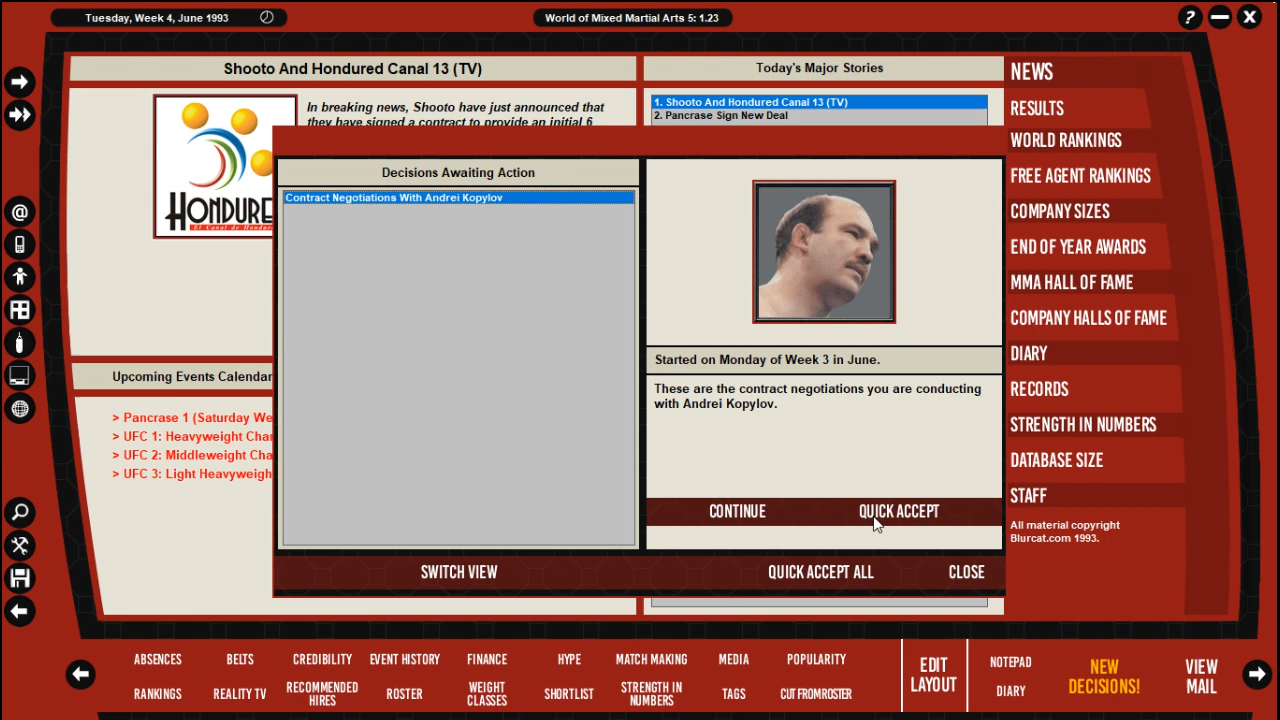 Tuesday, Week 4, June 1993
World of Mixed Martial Arts 5: 1.23
?
X
Shooto And Hondured Canal 13 (TV)
In breaking news, Shooto have just announced that
they have signed a contract to provide an initial 6
HONDURE
El Canal de Hondu
Today's Major Stories
1. Shooto And Hondured Canal 13 (TV)
2. Pancrase Sign New Deal
Decisions Awaiting Action
Contract Negotiations With Andrei Kopylov
Started on Monday of Week 3 in June.
These are the contract negotiations you are conducting
with Andrei Kopylov.
CONTINUE
QUICK ACCEPT
SWITCH VIEW
QUICK ACCEPT ALL
CLOSE
Upcoming Events Calendar
> Pancrase 1 (Saturday We
> UFC 1: Heavyweight Cha
> UFC 2: Middleweight Cha
> UFC 3: Light Heavyweigh
NEWS
RESULTS
WORLD RANKINGS
FREE AGENT RANKINGS
COMPANY SIZES
END OF YEAR AWARDS
MMA HALL OF FAME
COMPANY HALLS OF FAME
DIARY
RECORDS
STRENGTH IN NUMBERS
DATABASE SIZE
STAFF
All material copyright
Blurcat.com 1993.
@
ABSENCES
BELTS
CREDIBILITY
EVENT HISTORY
FINANCE
HYPE
MATCH MAKING
MEDIA
POPULARITY
RANKINGS
REALITY TV
RECOMMENDED
HIRES
ROSTER
WEIGHT
CLASSES
SHORTLIST
STRENGTH IN
NUMBERS
TAGS
CUT FROM ROSTER
EDIT
LAYOUT
NOTEPAD
DIARY
NEW
DECISIONS!
VIEW
MAIL